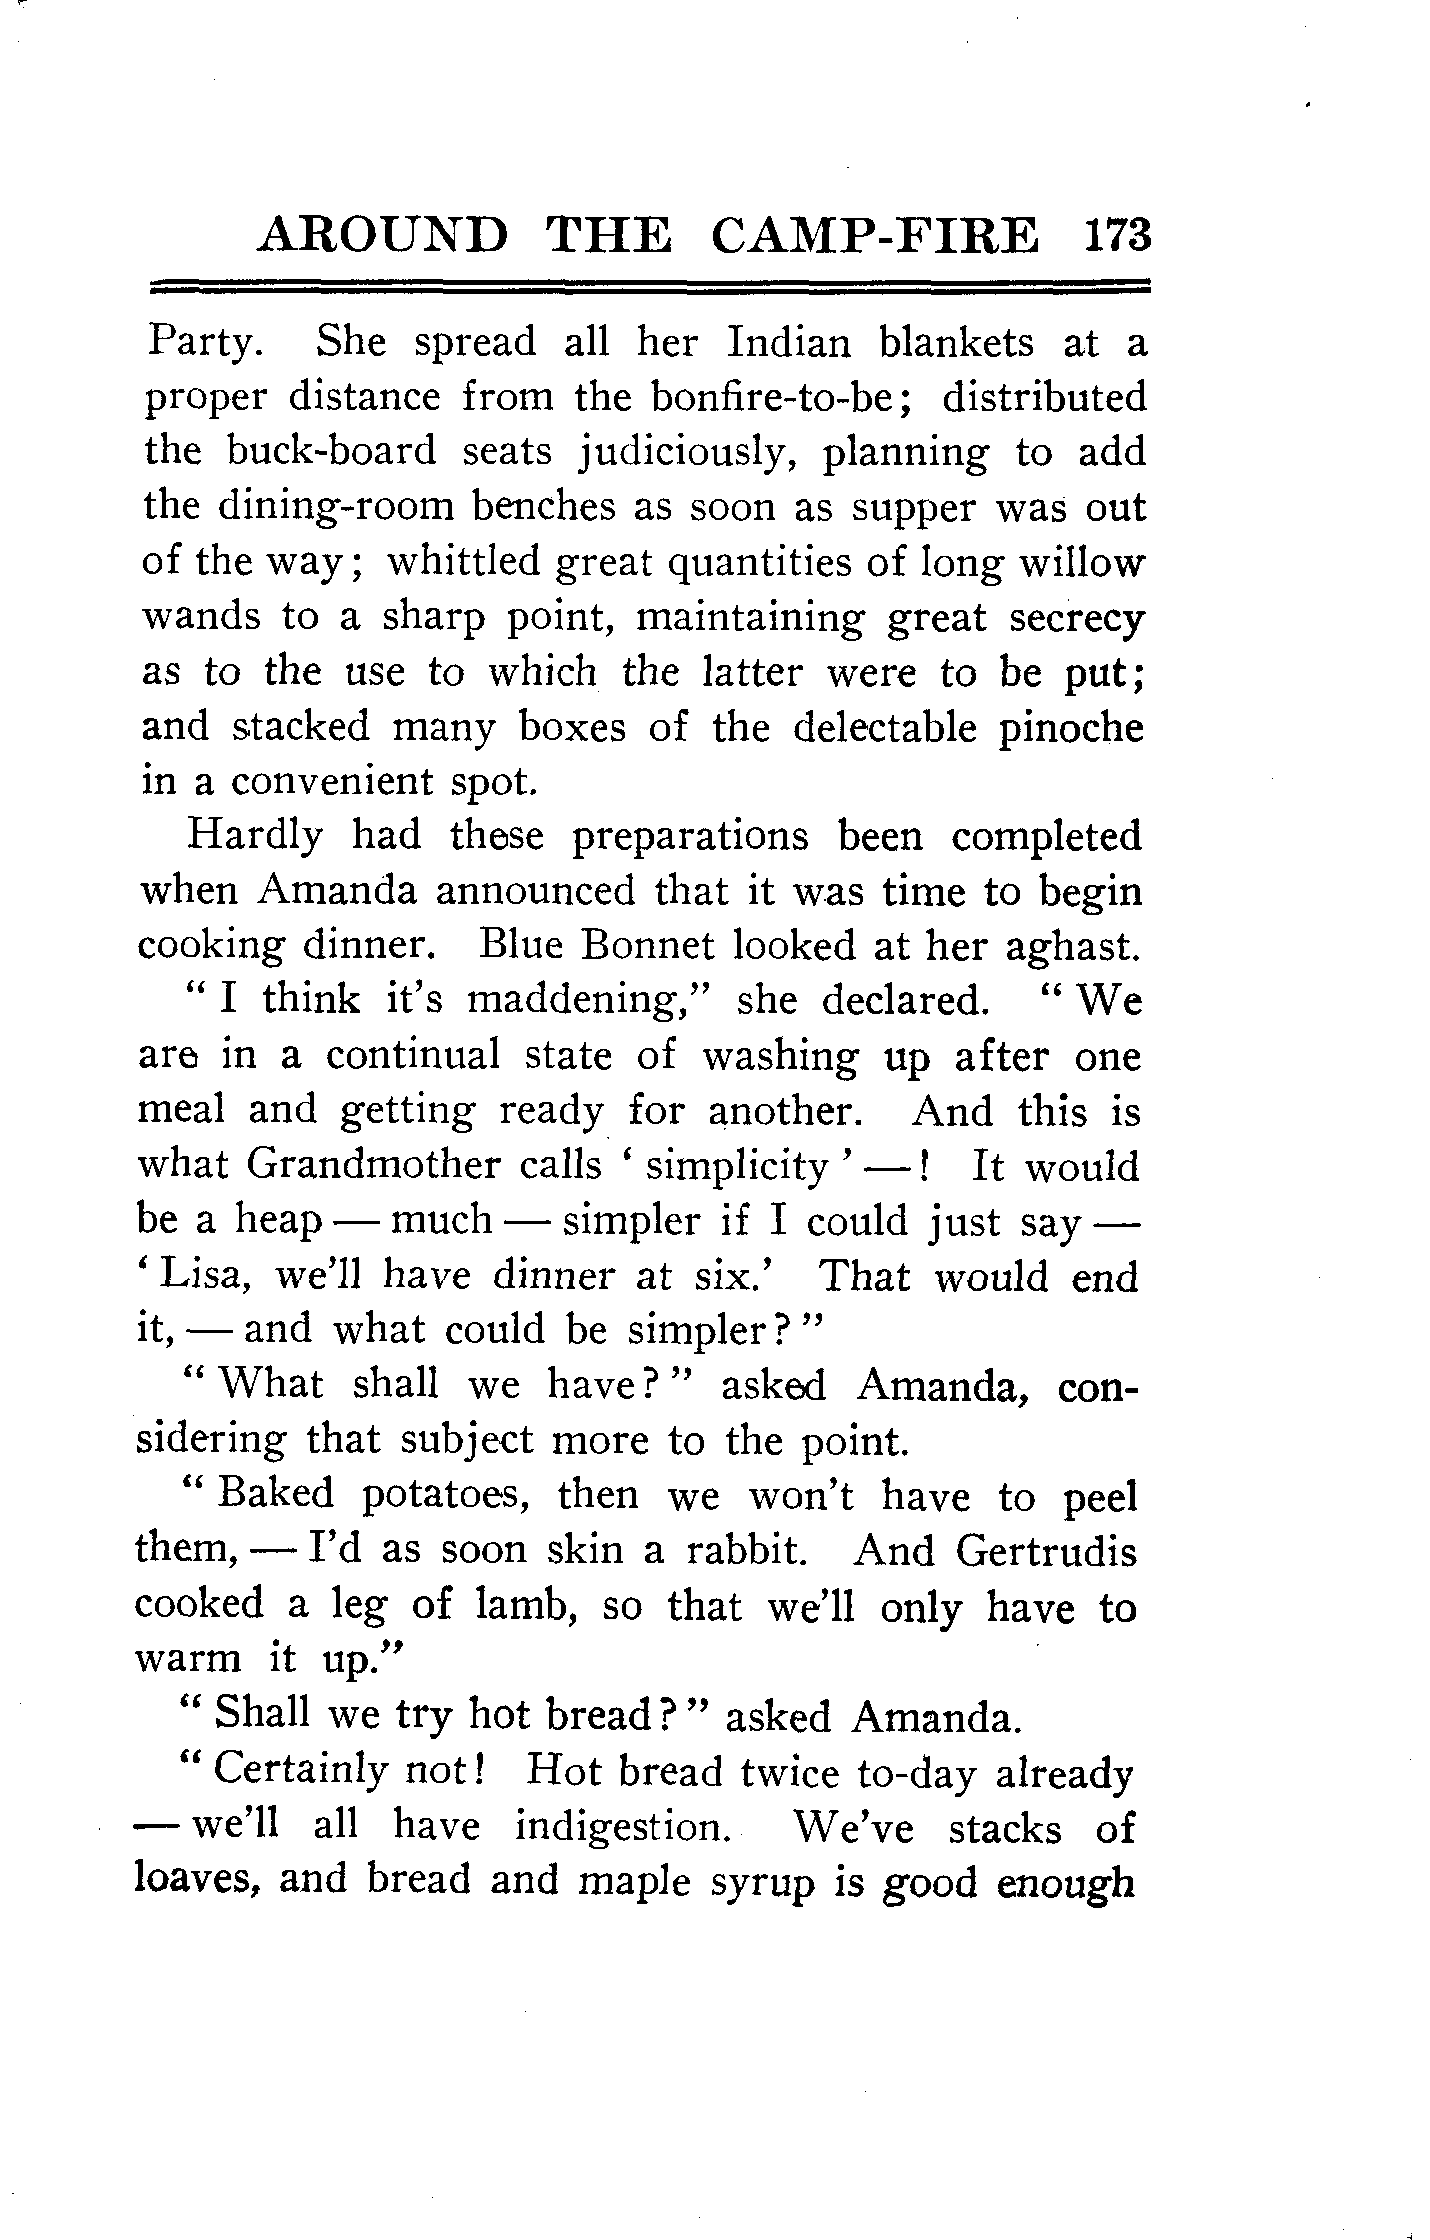 AROUND THE CAMP-FIRE 173
Party. She spread all her Indian blankets at a
proper distance from the bonfire-to-be; distributed
the buck-board seats judiciously, planning to add
the dining-room benches as soon as supper was out
of the way; whittled great quantities of long willow
wands to a sharp point, maintaining great secrecy
as to the use to which the latter were to be put;
and stacked many boxes of the delectable pinoche
in a convenient spot.
Hardly had these preparations been completed
when Amanda announced that it was time to begin
cooking dinner. Blue Bonnet looked at her aghast.
“ I think it’s maddening,” she declared. “ We
are in a continual state of washing up after one
meal and getting ready for another. And this is
what Grandmother calls ‘ simplicity ’ — ! It would
be a heap — much — simpler if I could just say —
‘ Lisa, we’ll have dinner at six.’ That would end
it, — and what could be simpler? ”
“ What shall we have? ” asked Amanda, con-
sidering that subject more to the point.
“ Baked potatoes, then we won’t have to peel
them, — I’d as soon skin a rabbit. And Gertrudis
cooked a leg of lamb, so that we’ll only have to
warm it up.”
“ Shall we try hot bread? ” asked Amanda.
“ Certainly not! Hot bread twice to-day already
— we’ll all have indigestion. We’ve stacks of
loaves, and bread and maple syrup is good enough